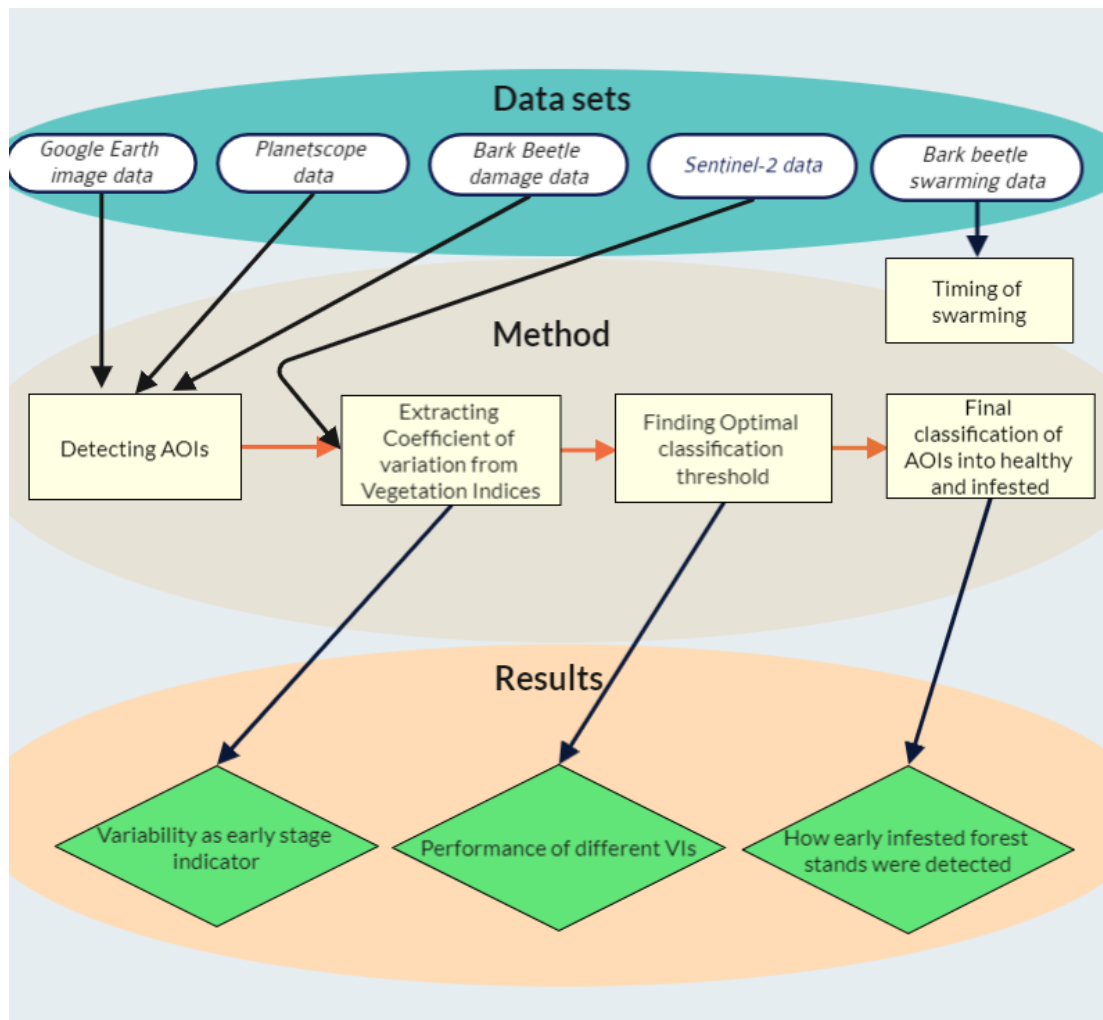 Data sets
Google Earth
image data
Planetscope
data
Bark Beetle
damage data
Sentinel-2 data
Bark beetle
swarming data
Timing of
swarming
Method
Detecting AOIs
Extracting
Coefficient of
variation from
Vegetation Indices
Finding Optimal
classification
threshold
Final
classification of
AOIs into healthy
and infested
Results
Variability as early stage
indicator
Performance of different VIs
How early infested forest
stands were detected